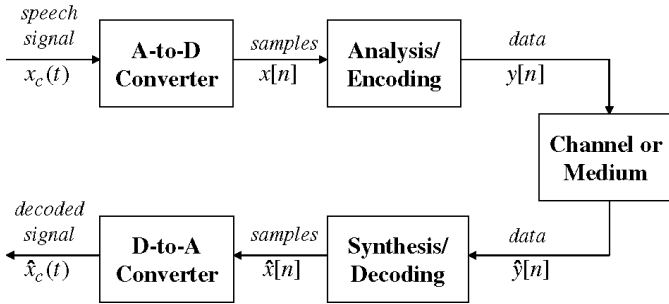 speech
signal
x_c(t)
A-to-D
Converter
samples
x[n]
Analysis/
Encoding
data
y[n]
Channel or
Medium
decoded
signal
x̂_c(t)
D-to-A
Converter
samples
x̂[n]
Synthesis/
Decoding
data
ŷ[n]